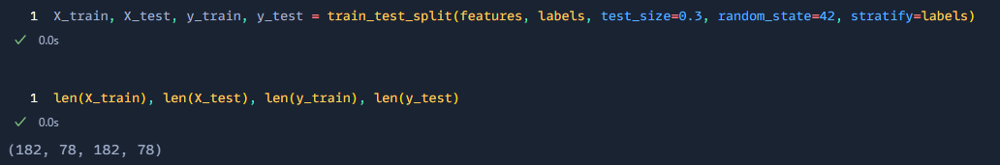 1 X_train, X_test, y_train, y_test = train_test_split(features, labels, test_size=0.3, random_state=42, stratify=labels)
✓ 0.0s
1 len(X_train), len(X_test), len(y_train), len(y_test)
✓ 0.0s
(182, 78, 182, 78)